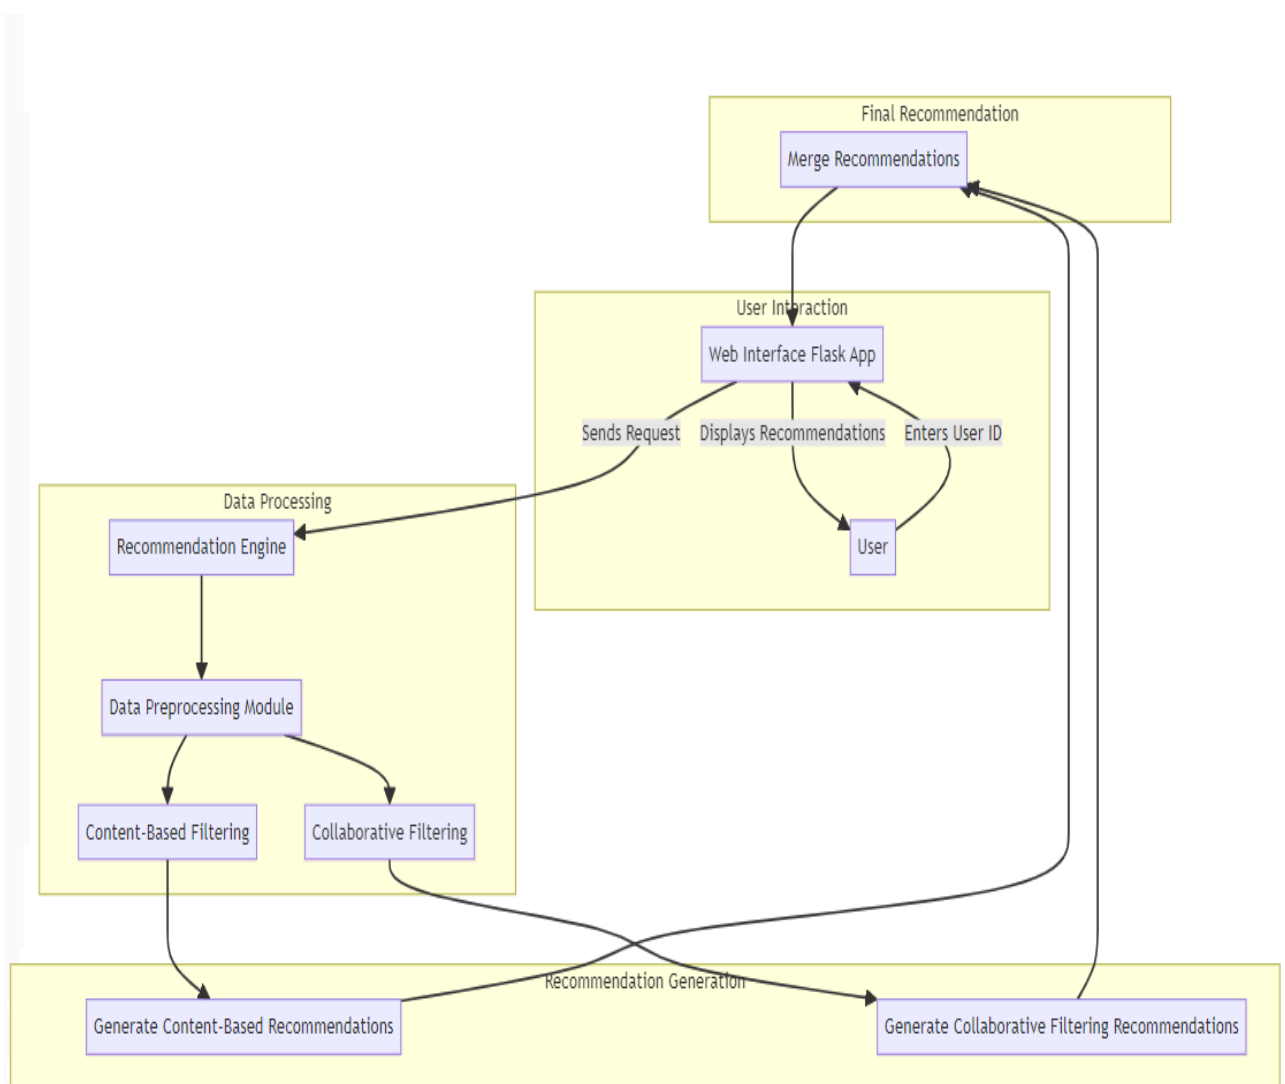 Final Recommendation
Merge Recommendations
User Interaction
Web Interface Flask App
Sends Request
Displays Recommendations
Enters User ID
Data Processing
Recommendation Engine
User
Data Preprocessing Module
Content-Based Filtering
Collaborative Filtering
Recommendation Generation
Generate Content-Based Recommendations
Generate Collaborative Filtering Recommendations